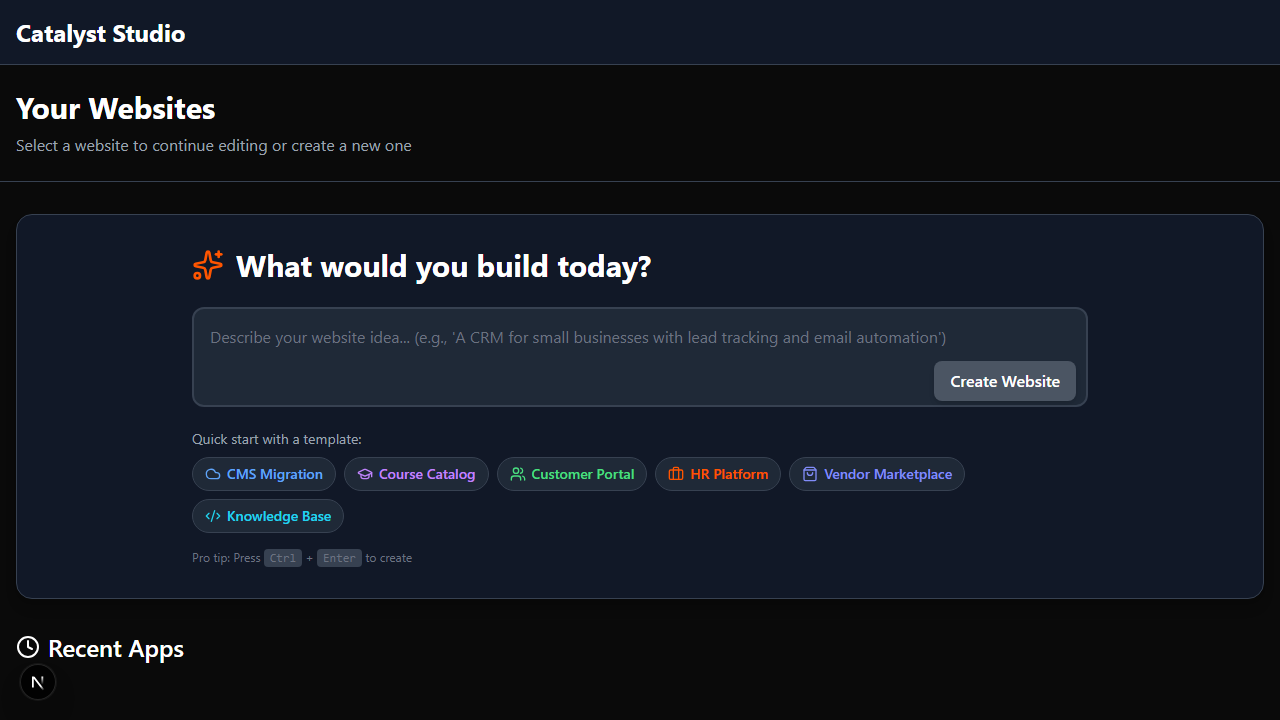 Catalyst Studio
Your Websites
Select a website to continue editing or create a new one
What would you build today?
Describe your website idea... (e.g., 'A CRM for small businesses with lead tracking and email automation')
Create Website
Quick start with a template:
CMS Migration Course Catalog Customer Portal HR Platform Vendor Marketplace
Knowledge Base
Pro tip: Press Ctrl + Enter to create
Recent Apps
N